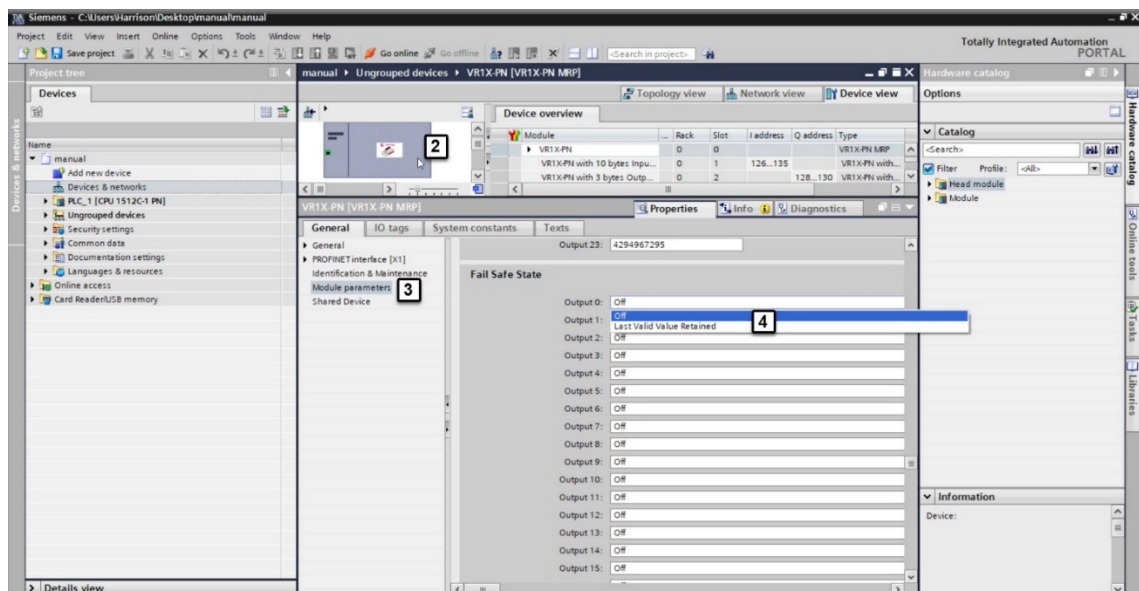 Siemens - C:\Users\Harrison\Desktop\manual\manual
Project Edit View Insert Online Options Tools Window Help
Totally Integrated Automation
PORTAL
Save project
Go online
Go offline
<Search in project>
Project tree
Devices
Name
manual
Add new device
Devices & networks
PLC_1 [CPU 1512C-1 PN]
Ungrouped devices
Security settings
Common data
Documentation settings
Languages & resources
Online access
Card Reader/USB memory
Details view
Devices & networks
manual
Ungrouped devices
VR1X-PN [VR1X-PN MRP]
Topology view
Network view
Device view
2
Device overview
Module ... Rack Slot I address Q address Type
VR1X-PN 0 0 VR1X-PN MRP
VR1X-PN with 10 bytes Inpu... 0 1 126...135 VR1X-PN with...
VR1X-PN with 3 bytes Outp... 0 2 128...130 VR1X-PN with...
VR1X-PN [VR1X-PN MRP]
Properties
Info
Diagnostics
General IO tags System constants Texts
General
PROFINET interface [X1]
Identification & Maintenance
Module parameters
3
Shared Device
Output 23: 4294967295
Fail Safe State
Output 0: Off
Output 1: Off
Last Valid Value Retained
4
Output 2: Off
Output 3: Off
Output 4: Off
Output 5: Off
Output 6: Off
Output 7: Off
Output 8: Off
Output 9: Off
Output 10: Off
Output 11: Off
Output 12: Off
Output 13: Off
Output 14: Off
Output 15: Off
Hardware catalog
Options
Catalog
<Search>
Filter Profile: <All>
Head module
Module
Information
Device:
Hardware catalog
Online tools
Tasks
Libraries